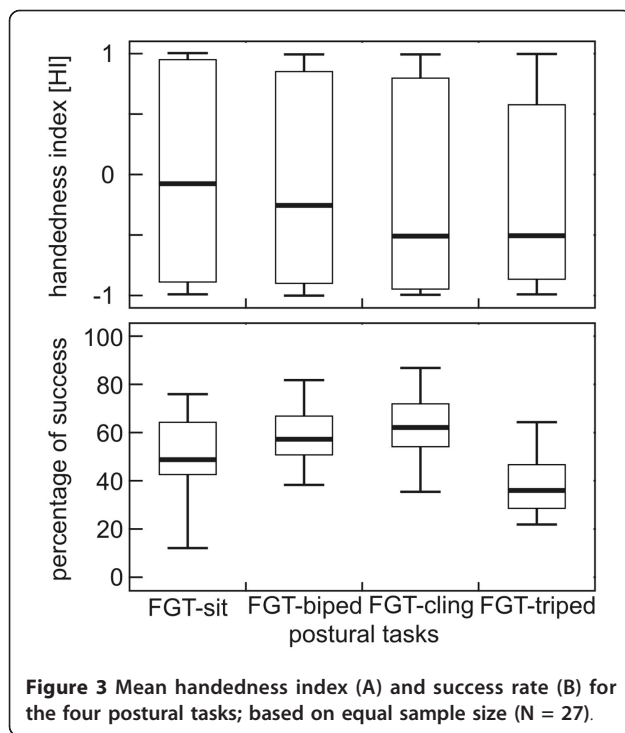 handedness index [HI]
1
0
-1
percentage of success
100
80
60
40
20
0
FGT-sit FGT-biped FGT-cling FGT-triped
postural tasks
Figure 3 Mean handedness index (A) and success rate (B) for
the four postural tasks; based on equal sample size (N = 27).